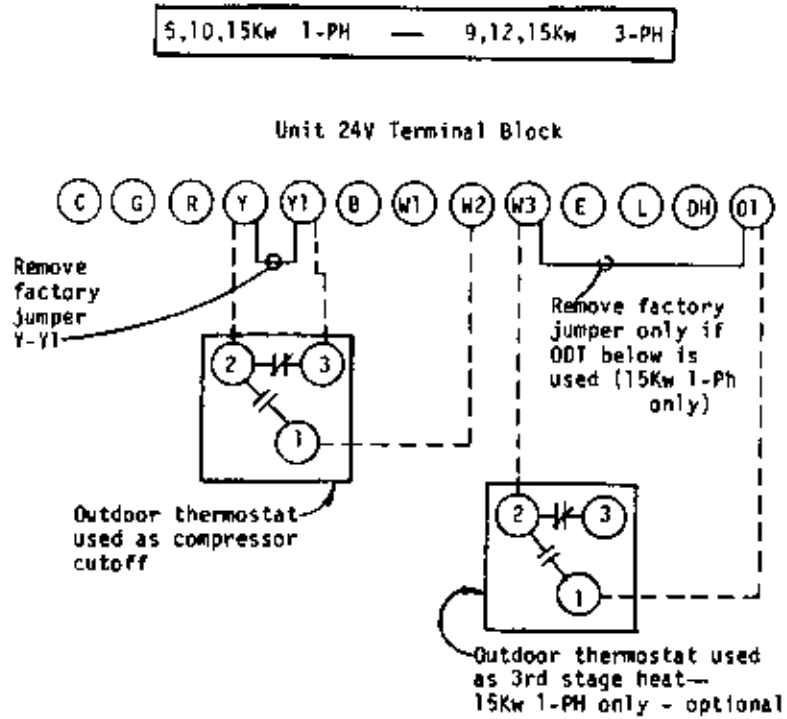 5,10,15Kw 1-PH — 9,12,15Kw 3-PH
Unit 24V Terminal Block
C G R Y Y1 B W1 W2 W3 E L DH O1
Remove
factory
jumper
Y-Y1
Remove factory
jumper only if
ODT below is
used (15Kw 1-Ph
only)
2 3
1
Outdoor thermostat
used as compressor
cutoff
2 3
1
Outdoor thermostat used
as 3rd stage heat—
15Kw 1-PH only - optional